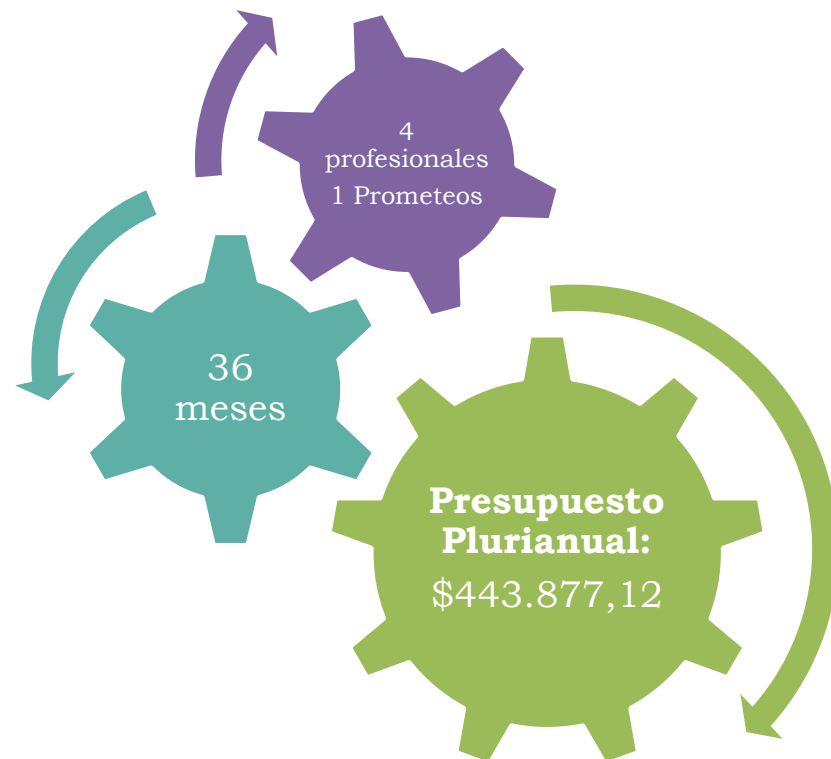 4
profesionales
1 Prometeos
36
meses
Presupuesto
Plurianual:
$443.877,12